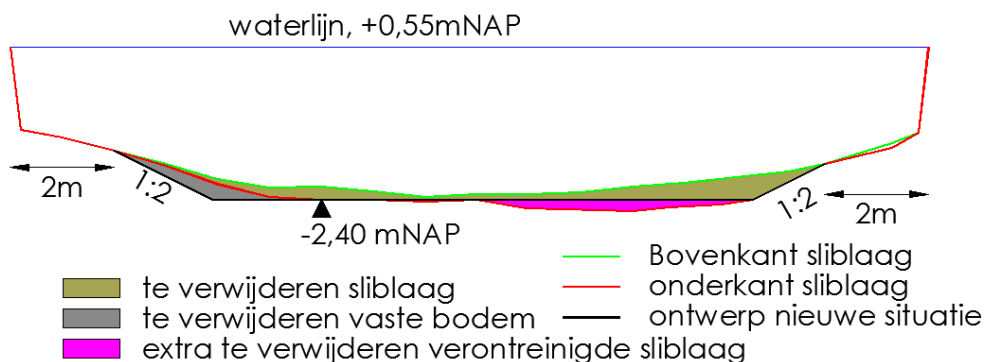 waterlijn, +0,55mNAP
2m
1:2
-2,40 mNAP
1:2
2m
te verwijderen sliblaag
te verwijderen vaste bodem
extra te verwijderen verontreinigde sliblaag
Bovenkant sliblaag
onderkant sliblaag
ontwerp nieuwe situatie